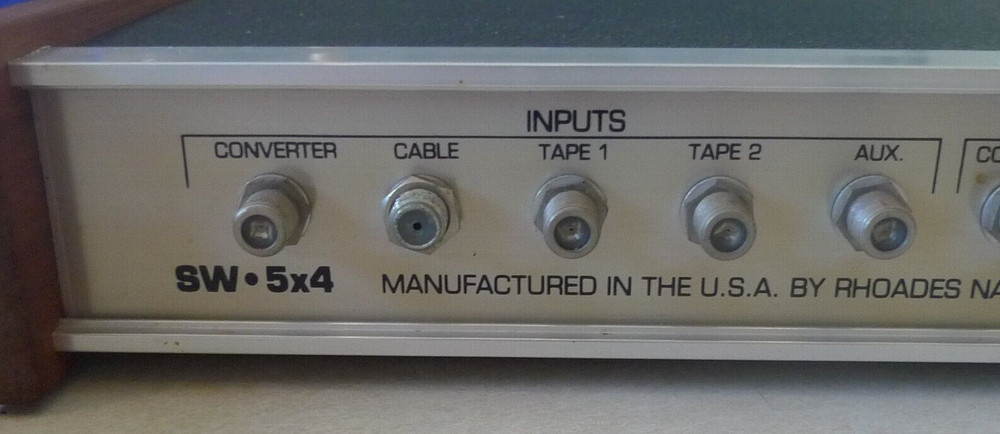 INPUTS
CONVERTER CABLE TAPE 1 TAPE 2 AUX.
SW•5x4 MANUFACTURED IN THE U.S.A. BY RHOADES